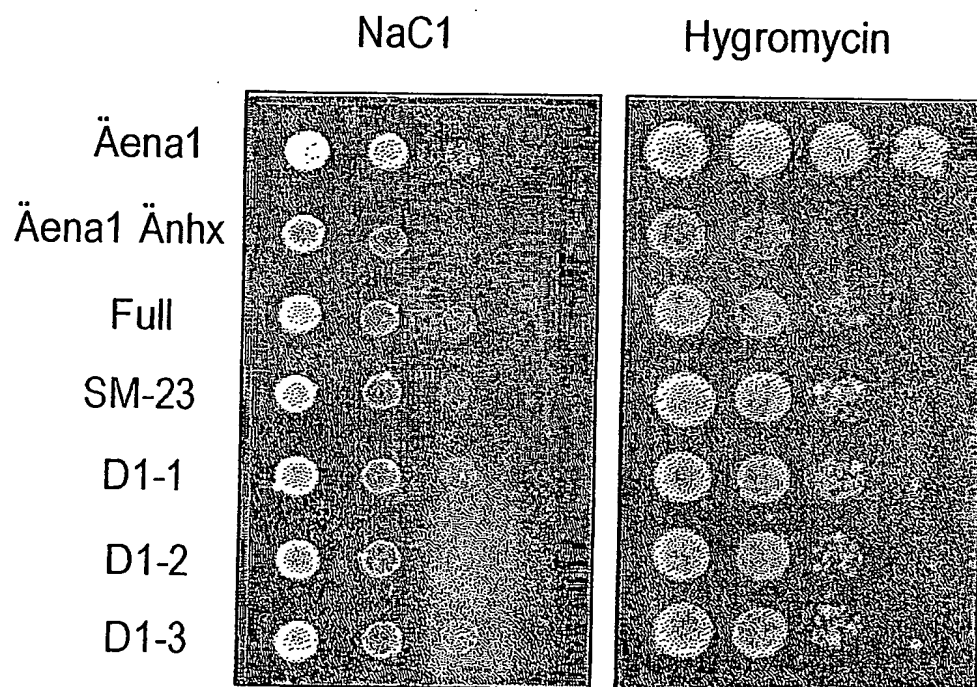 NaC1
Hygromycin
Äena1
Äena1 Änhx
Full
SM-23
D1-1
D1-2
D1-3